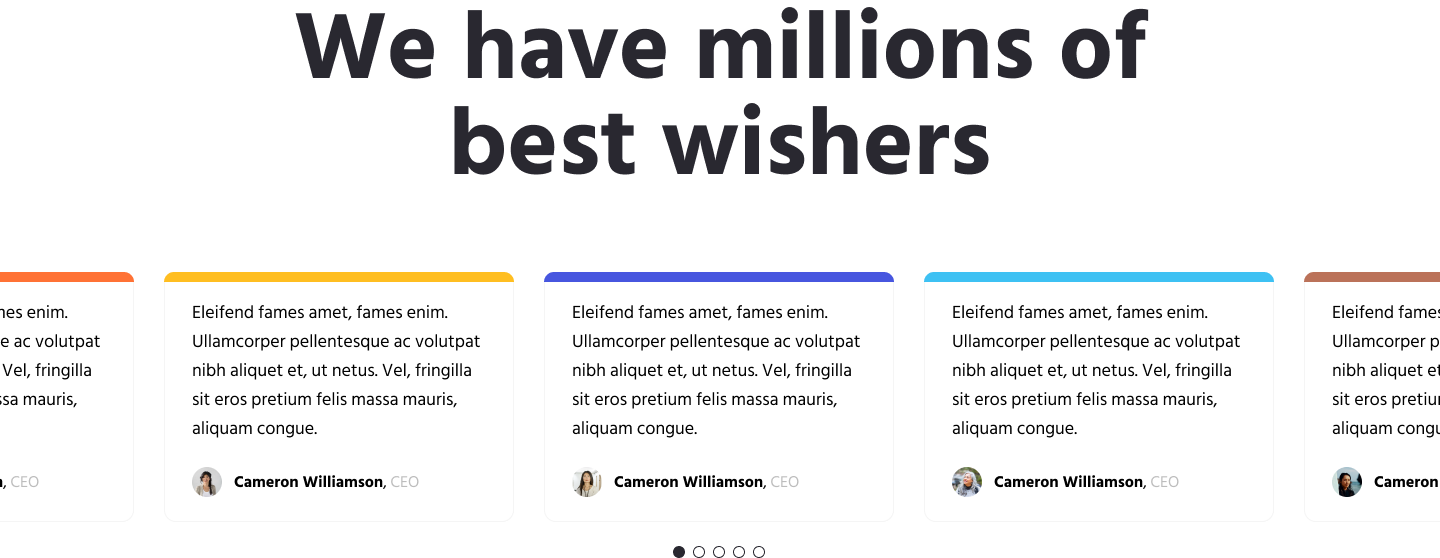 We have millions of
best wishers
mes enim.
e ac volutpat
Vel, fringilla
ssa mauris,
, CEO
Eleifend fames amet, fames enim.
Ullamcorper pellentesque ac volutpat
nibh aliquet et, ut netus. Vel, fringilla
sit eros pretium felis massa mauris,
aliquam congue.
Cameron Williamson, CEO
Eleifend fames amet, fames enim.
Ullamcorper pellentesque ac volutpat
nibh aliquet et, ut netus. Vel, fringilla
sit eros pretium felis massa mauris,
aliquam congue.
Cameron Williamson, CEO
Eleifend fames amet, fames enim.
Ullamcorper pellentesque ac volutpat
nibh aliquet et, ut netus. Vel, fringilla
sit eros pretium felis massa mauris,
aliquam congue.
Cameron Williamson, CEO
Eleifend fames
Ullamcorper p
nibh aliquet et
sit eros pretiu
aliquam congu
Cameron